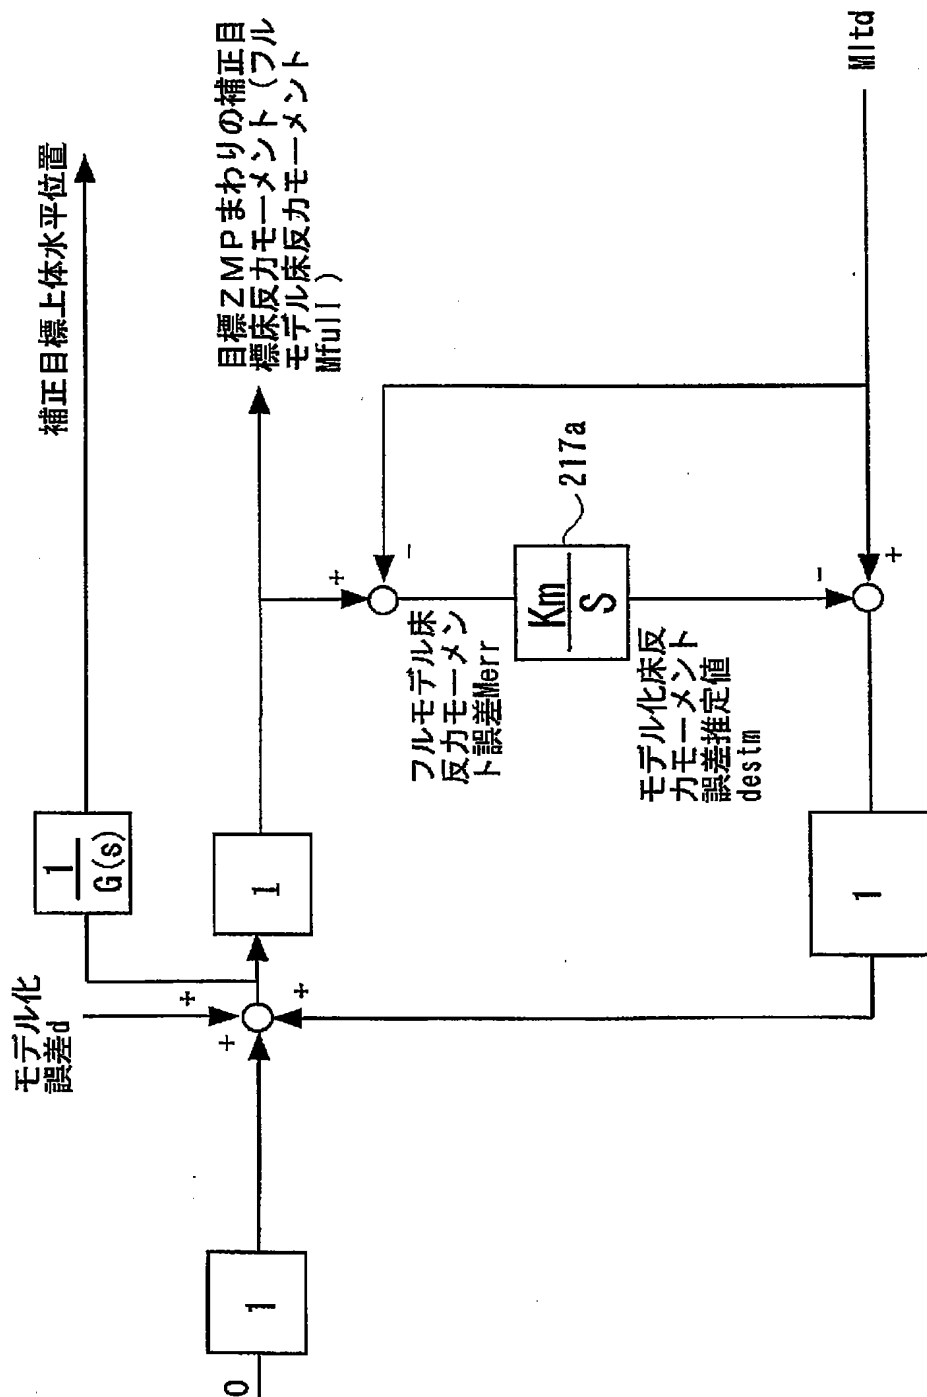 補正目標上体水平位置
1
G(s)
モデル化
誤差d
+
+
+
0
1
1
目標ZMPまわりの補正目
標床反力モーメント(フル
モデル床反力モーメント
Mfull)
+
-
フルモデル床
反力モーメン
ト誤差Merr
Km
S
217a
モデル化床反
力モーメント
誤差推定値
destm
-
+
1
Mltd